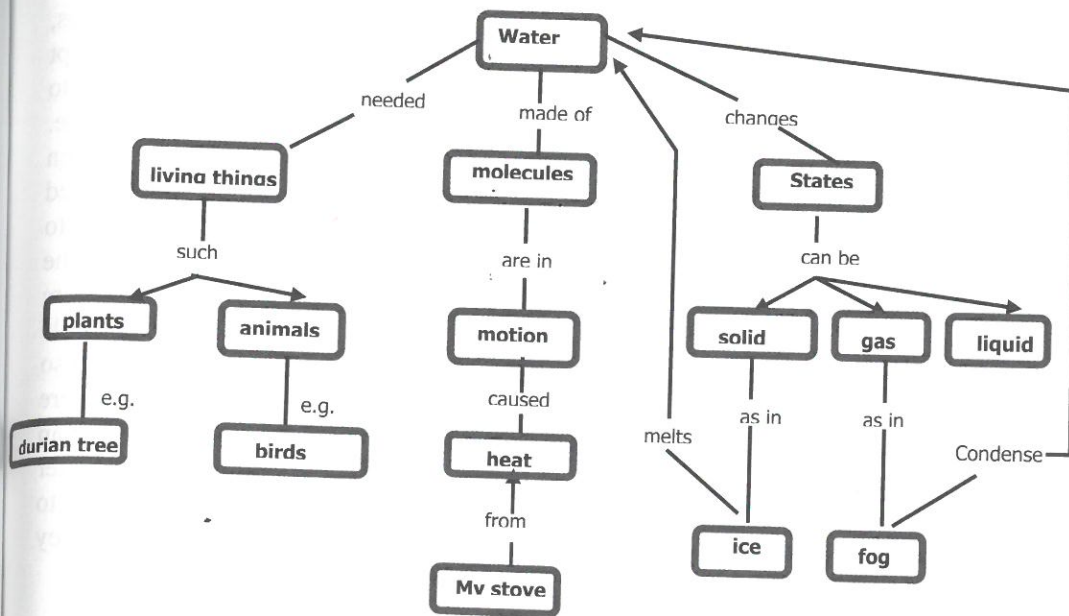 Water
needed
made of
changes
living things
molecules
States
such
are in
can be
plants
animals
motion
solid
gas
liquid
e.g.
e.g.
caused
as in
as in
durian tree
birds
heat
melts
Condense
from
ice
fog
My stove